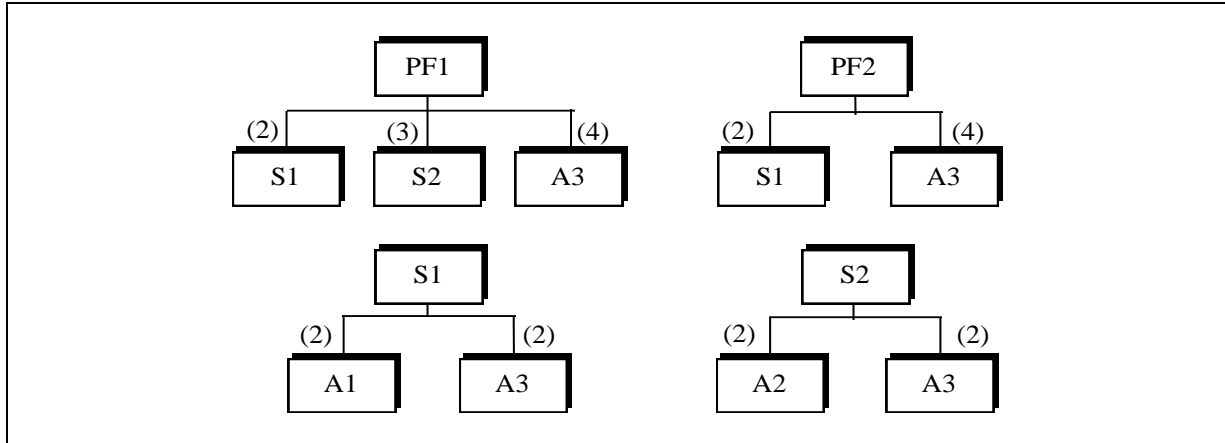 PF1 PF2
(2) (3) (4) (2) (4)
S1 S2 A3 S1 A3
S1 S2
(2) (2) (2) (2)
A1 A3 A2 A3